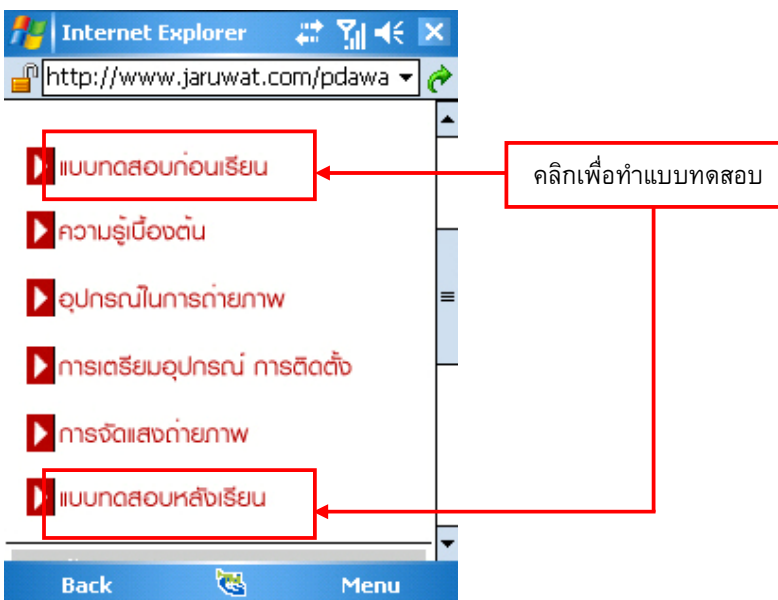 Internet Explorer
http://www.jaruwat.com/pdawa
แบบทดสอบก่อนเรียน
คลิกเพื่อทำแบบทดสอบ
ความรู้เบื้องต้น
อุปกรณ์ในการถ่ายภาพ
การเตรียมอุปกรณ์ การติดตั้ง
การจัดแสงถ่ายภาพ
แบบทดสอบหลังเรียน
Back
Menu